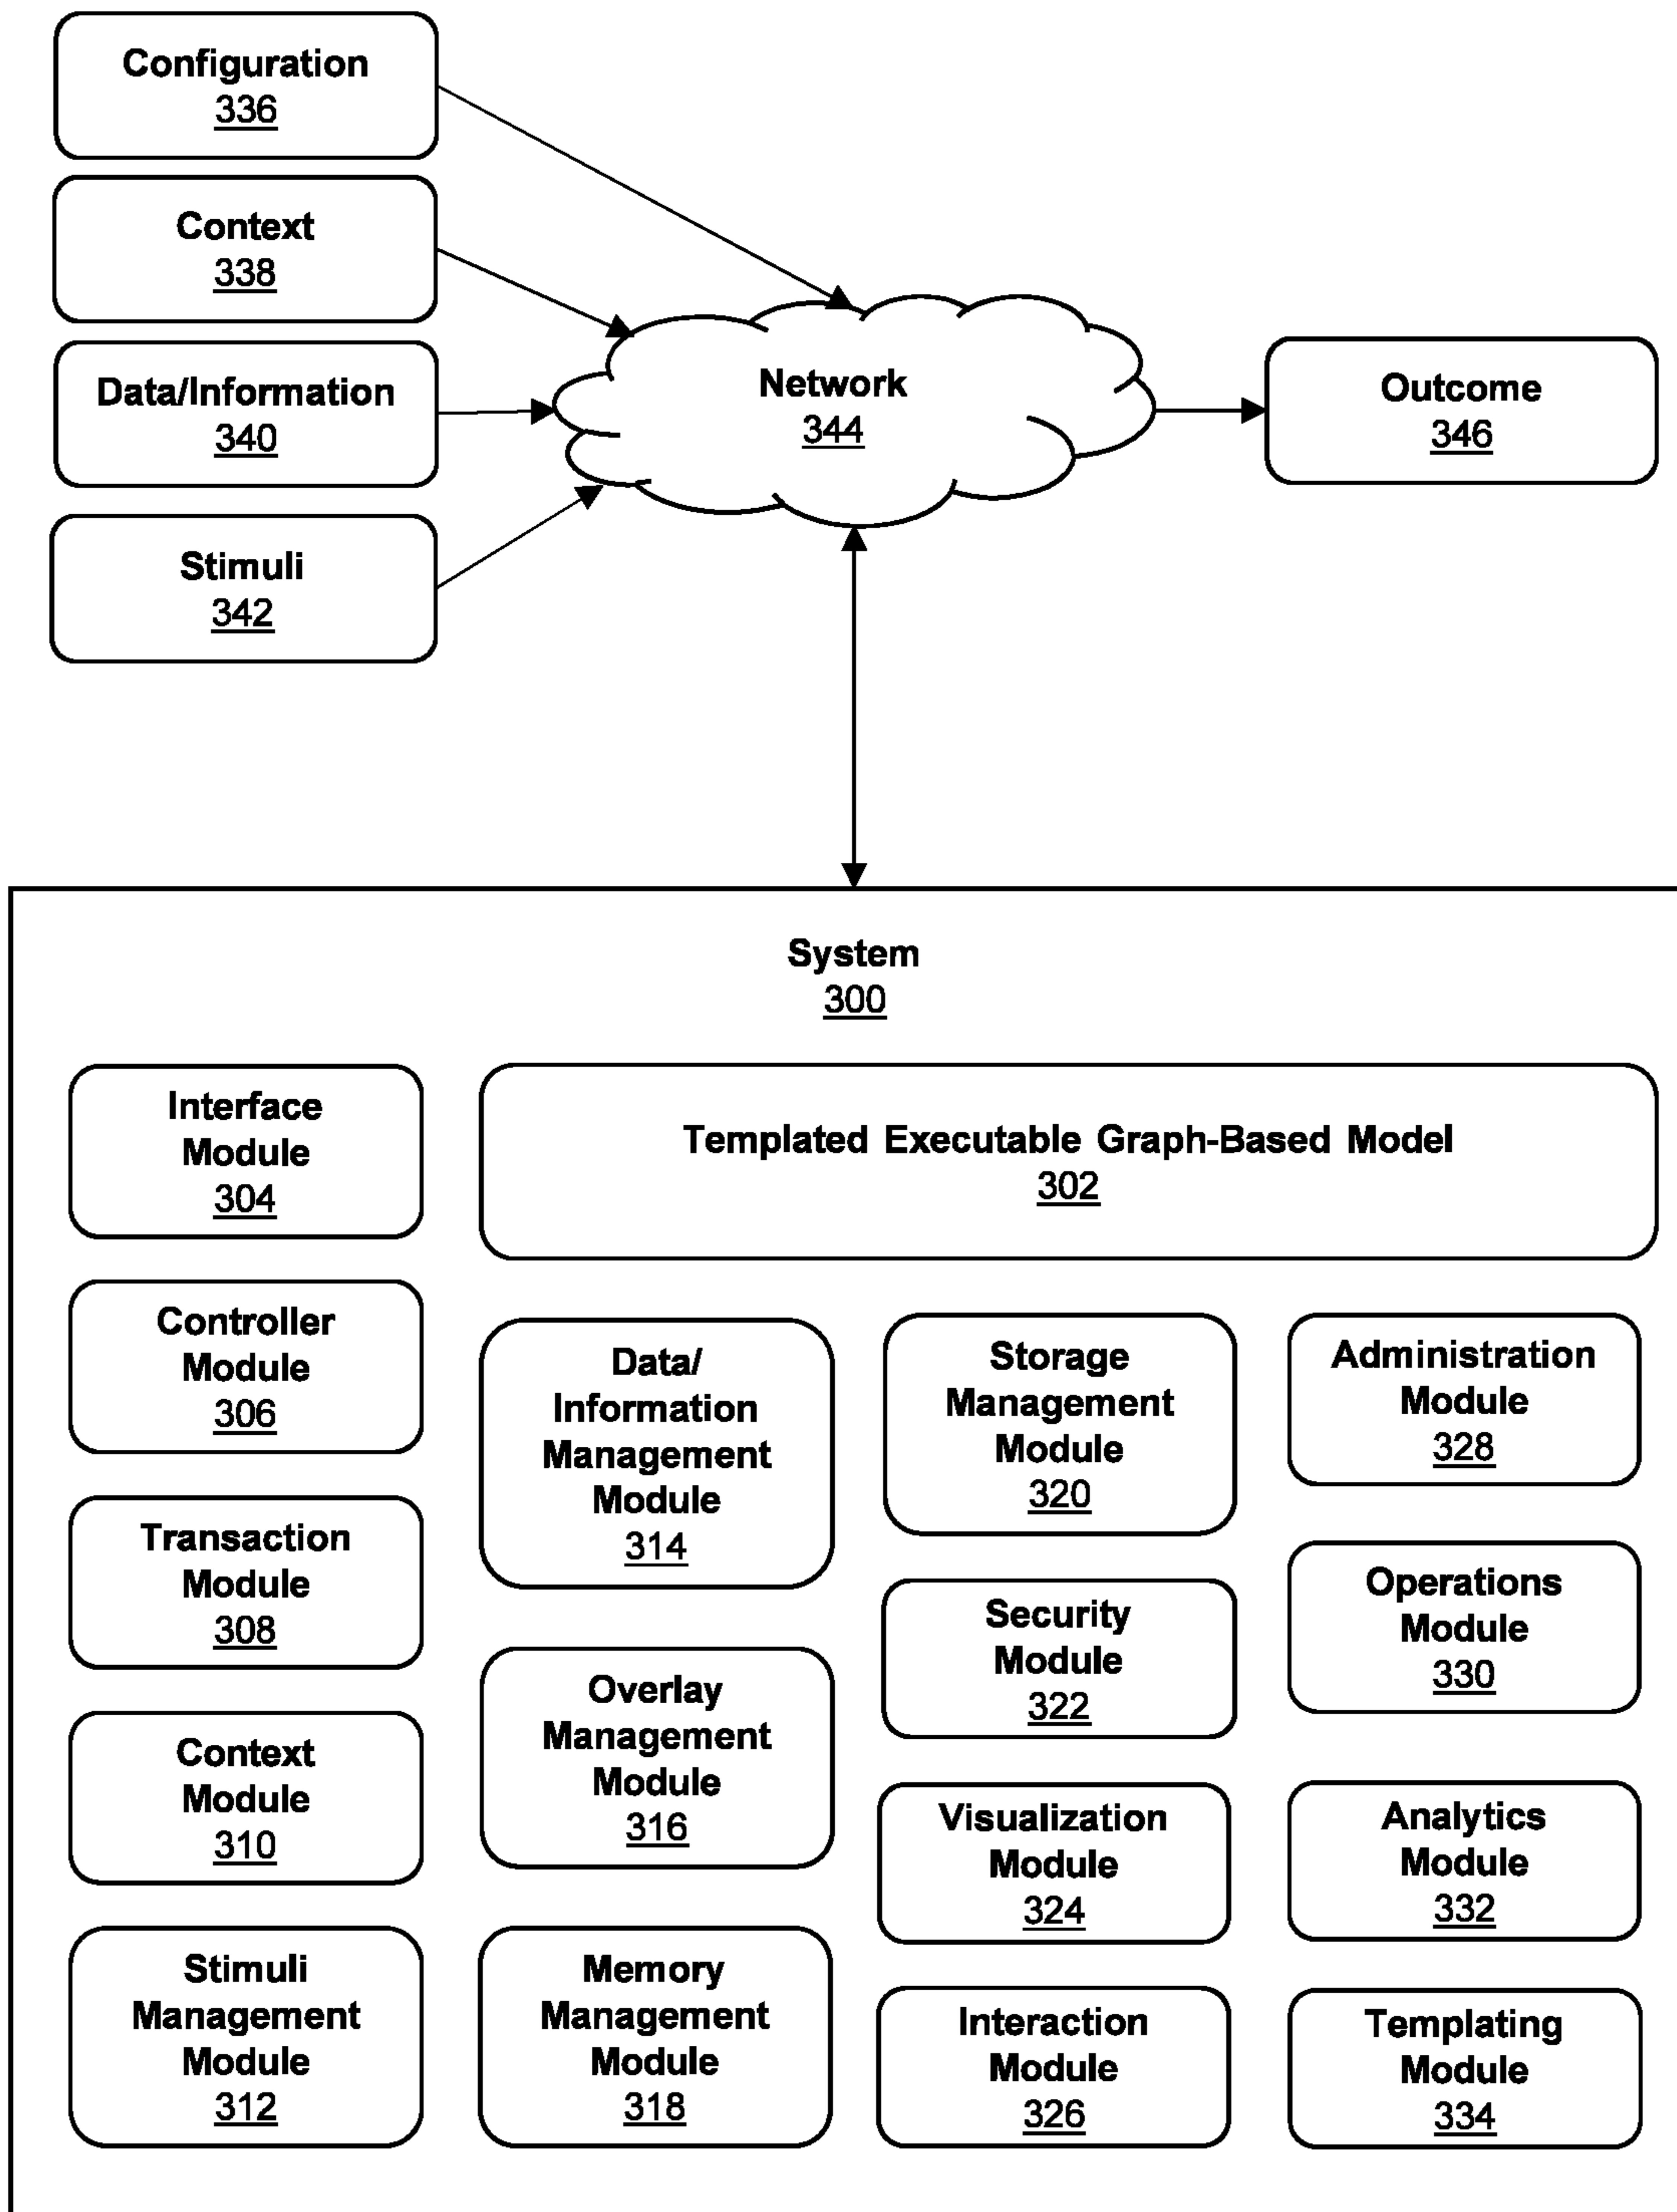 Configuration
336
Context
338
Data/Information
340
Stimuli
342
Network
344
Outcome
346
System
300
Interface
Module
304
Templated Executable Graph-Based Model
302
Controller
Module
306
Transaction
Module
308
Context
Module
310
Stimuli
Management
Module
312
Data/
Information
Management
Module
314
Overlay
Management
Module
316
Memory
Management
Module
318
Storage
Management
Module
320
Security
Module
322
Visualization
Module
324
Interaction
Module
326
Administration
Module
328
Operations
Module
330
Analytics
Module
332
Templating
Module
334